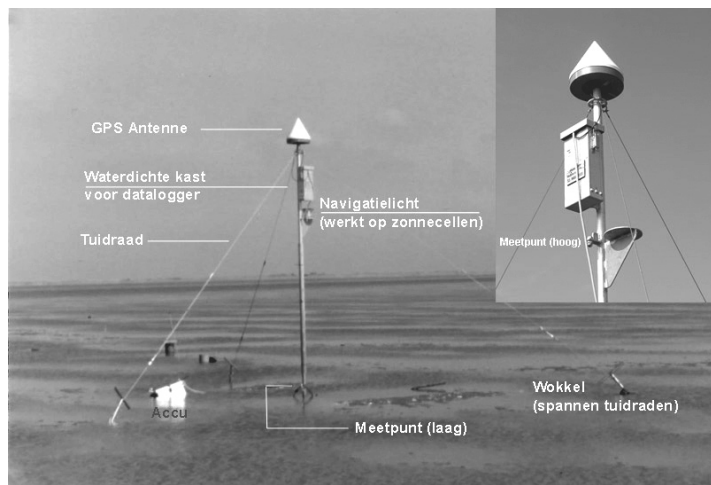 GPS Antenne
Waterdichte kast
voor datalogger
Navigatielicht
(werkt op zonnecellen)
Tuidraad
Meetpunt (hoog)
Wokkel
(spannen tuidraden)
Accu
Meetpunt (laag)